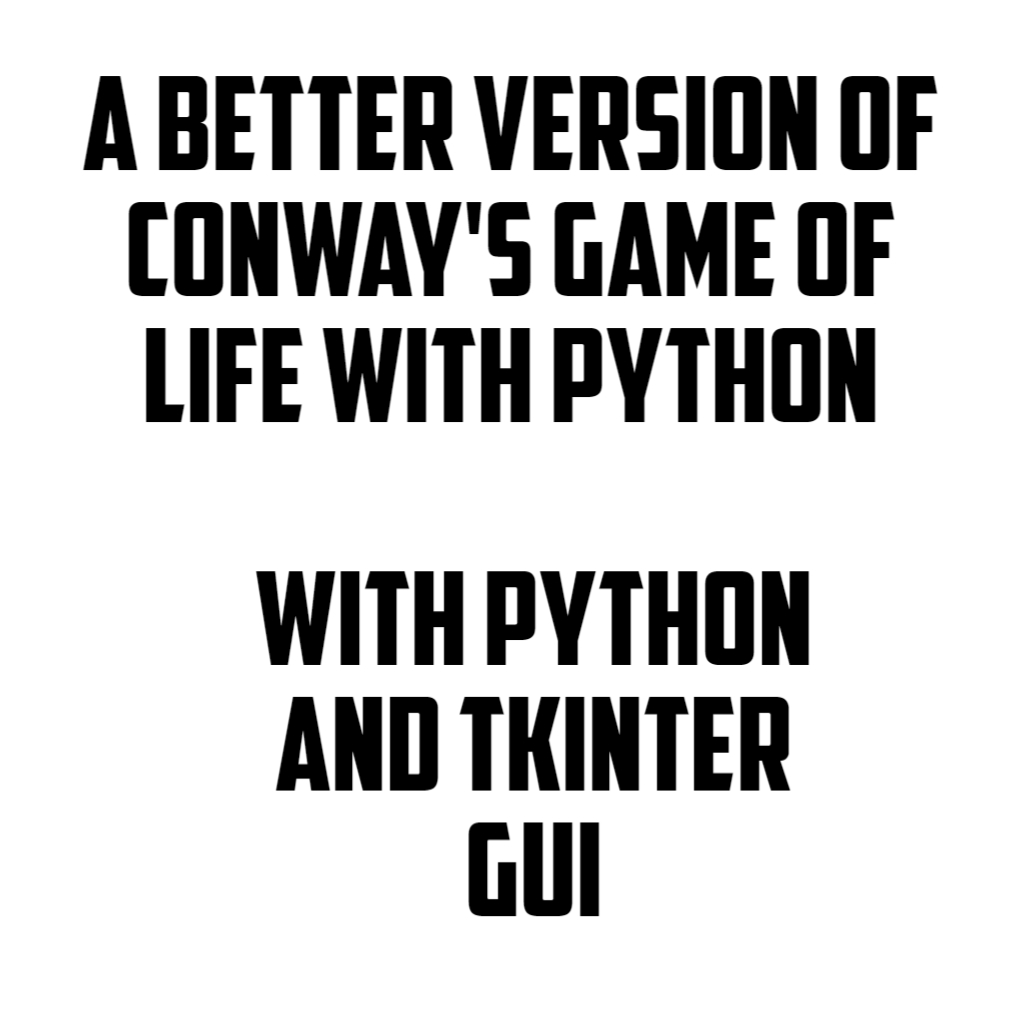 A BETTER VERSION OF
CONWAY'S GAME OF
LIFE WITH PYTHON
WITH PYTHON
AND TKINTER
GUI